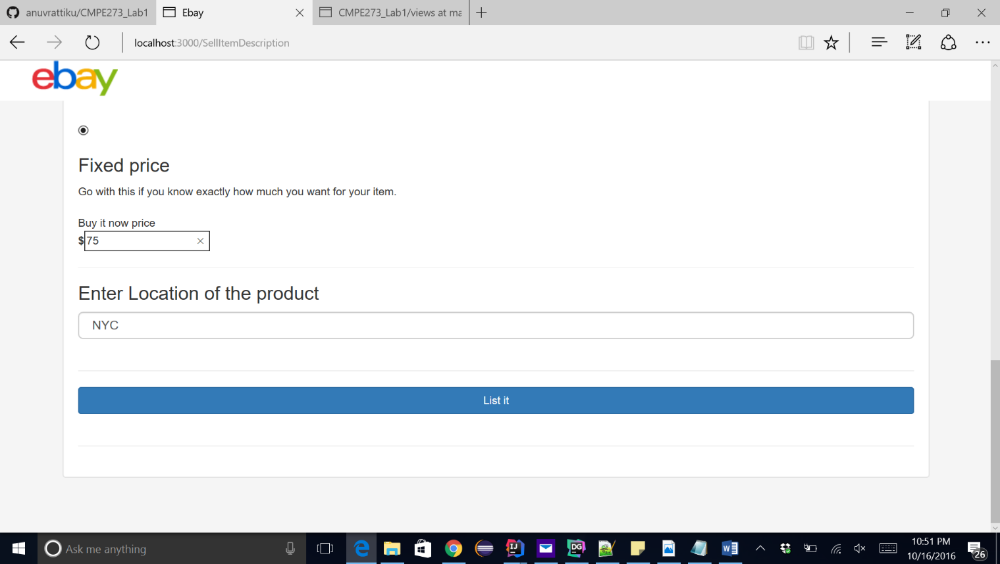 anuvrattiku/CMPE273_Lab1
Ebay
CMPE273_Lab1/views at ma
localhost:3000/SellItemDescription
ebay
Fixed price
Go with this if you know exactly how much you want for your item.
Buy it now price
$75
Enter Location of the product
NYC
List it
Ask me anything
IJ
DG
W
10:51 PM
10/16/2016
26